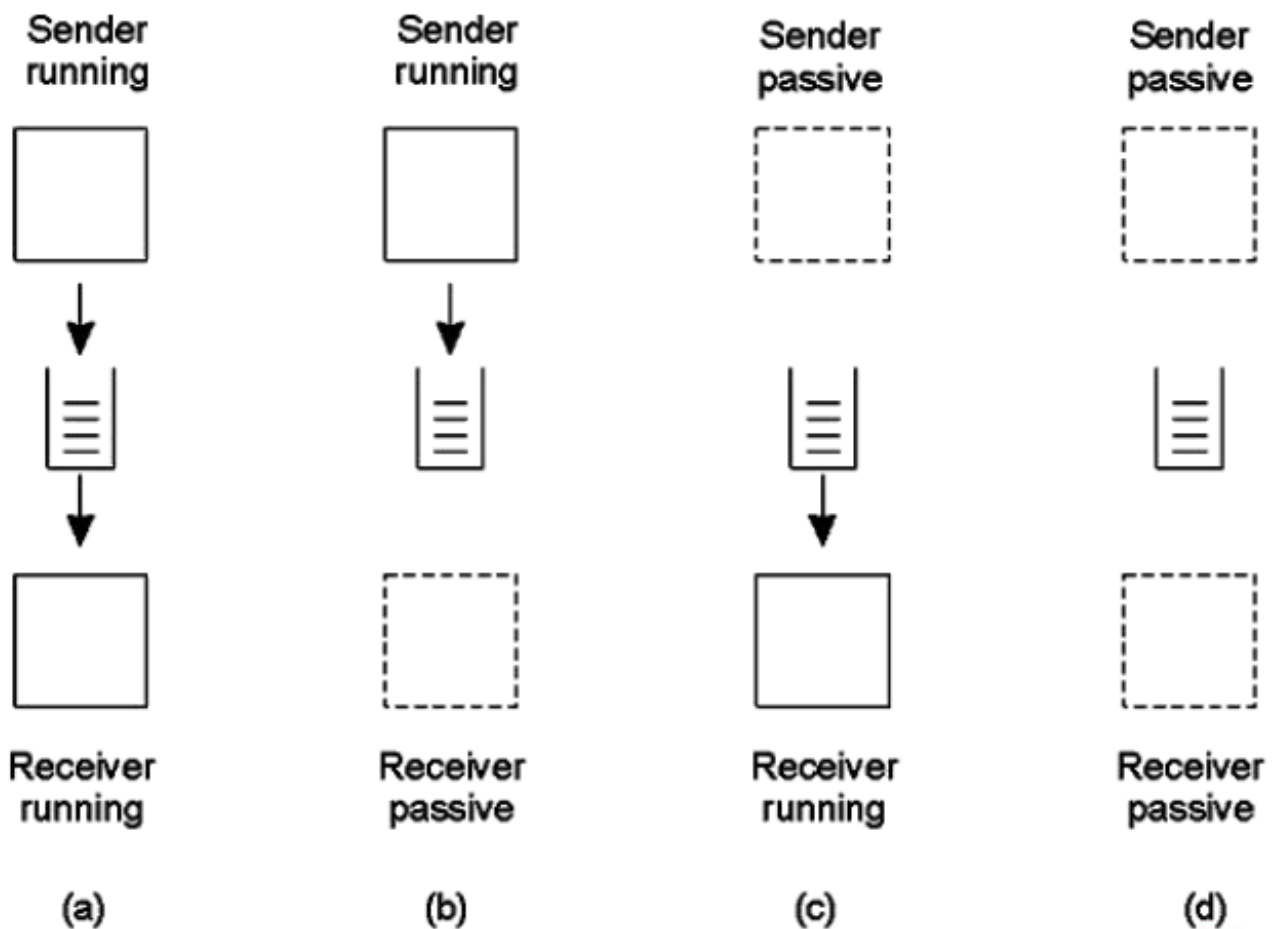 Sender
running
Sender
running
Sender
passive
Sender
passive
Receiver
running
Receiver
passive
Receiver
running
Receiver
passive
(a)
(b)
(c)
(d)